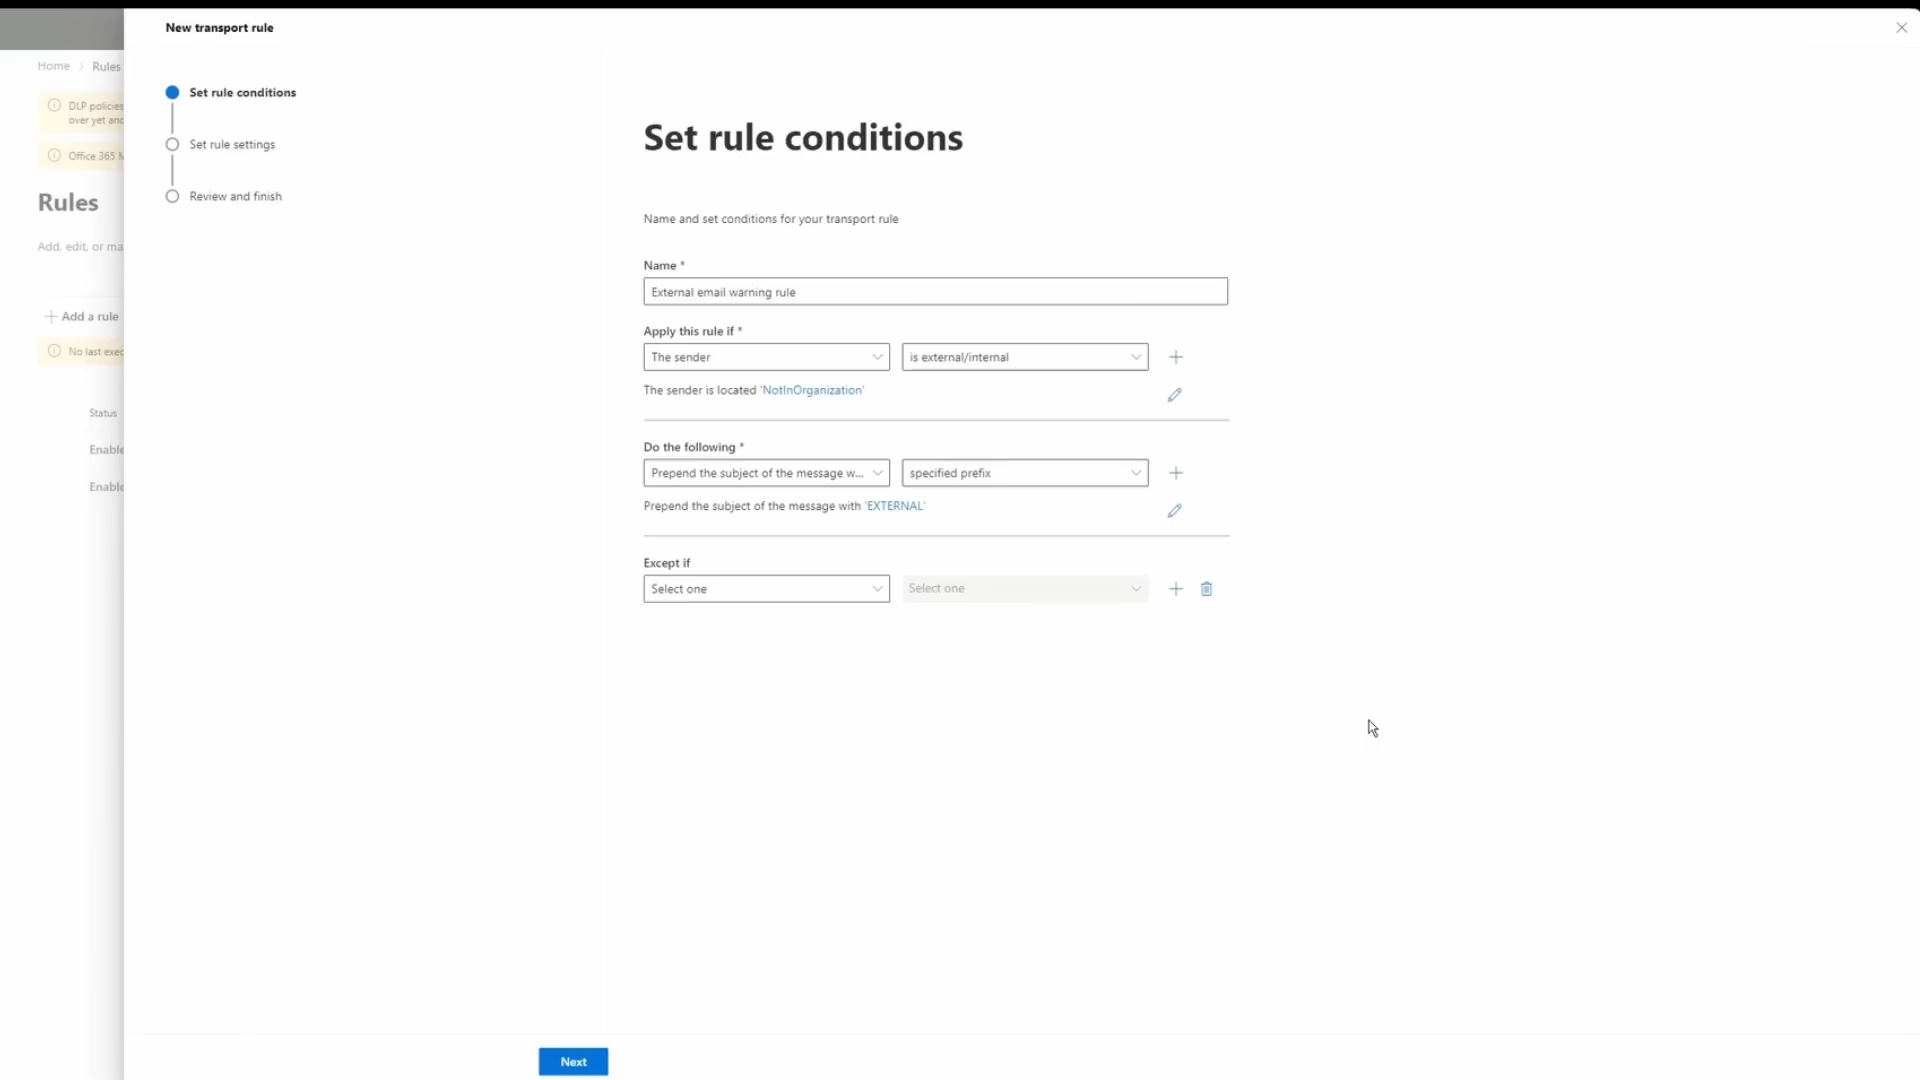 New transport rule
Home > Rules
DLP policies
over yet and
Office 365 M
Rules
Add, edit, or ma
Add a rule
No last exec
Status
Enable
Enable
Set rule conditions
Set rule settings
Review and finish
Set rule conditions
Name and set conditions for your transport rule
Name *
External email warning rule
Apply this rule if *
The sender
is external/internal
The sender is located 'NotInOrganization'
Do the following *
Prepend the subject of the message w...
specified prefix
Prepend the subject of the message with 'EXTERNAL'
Except if
Select one
Select one
Next